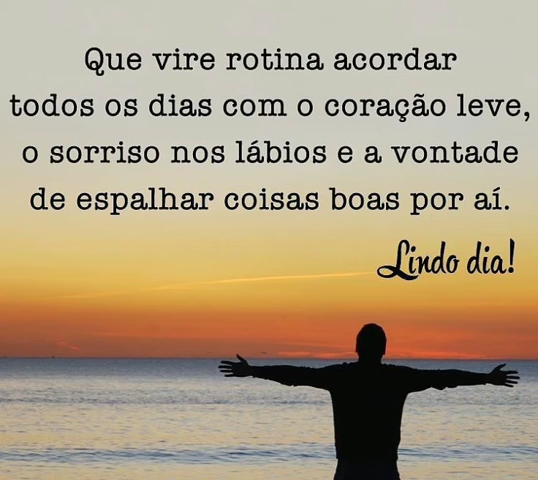 Que vire rotina acordar
todos os dias com o coração leve,
o sorriso nos lábios e a vontade
de espalhar coisas boas por aí.
Lindo dia!